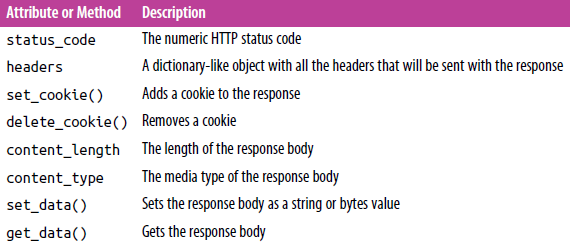 Attribute or Method Description
status_code The numeric HTTP status code
headers A dictionary-like object with all the headers that will be sent with the response
set_cookie() Adds a cookie to the response
delete_cookie() Removes a cookie
content_length The length of the response body
content_type The media type of the response body
set_data() Sets the response body as a string or bytes value
get_data() Gets the response body